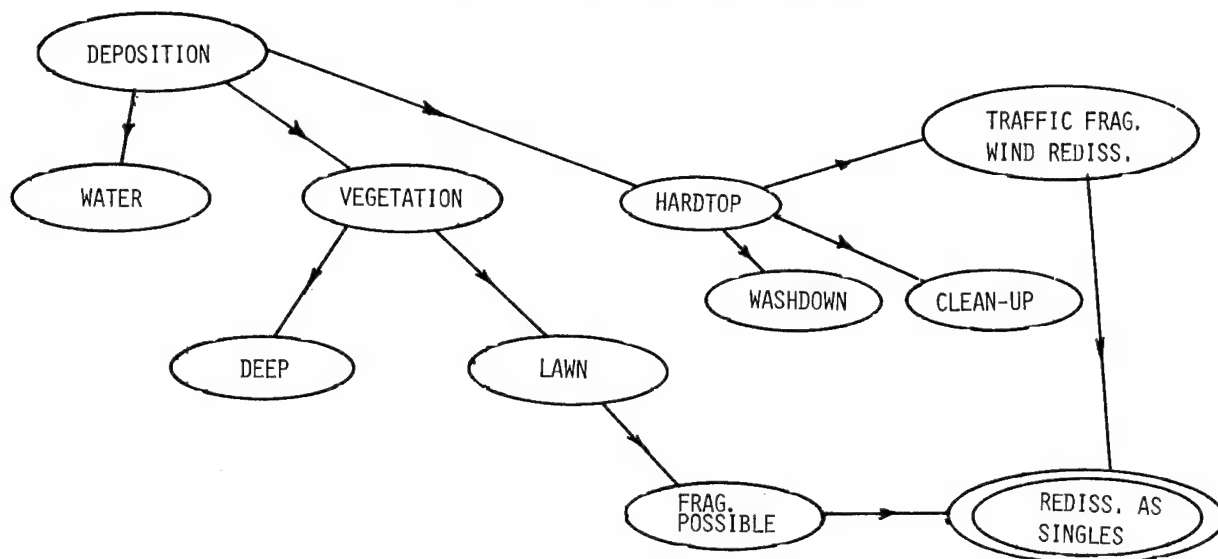 DEPOSITION
TRAFFIC FRAG.
WIND REDISS.
WATER
VEGETATION
HARDTOP
WASHDOWN
CLEAN-UP
DEEP
LAWN
FRAG.
POSSIBLE
REDISS. AS
SINGLES